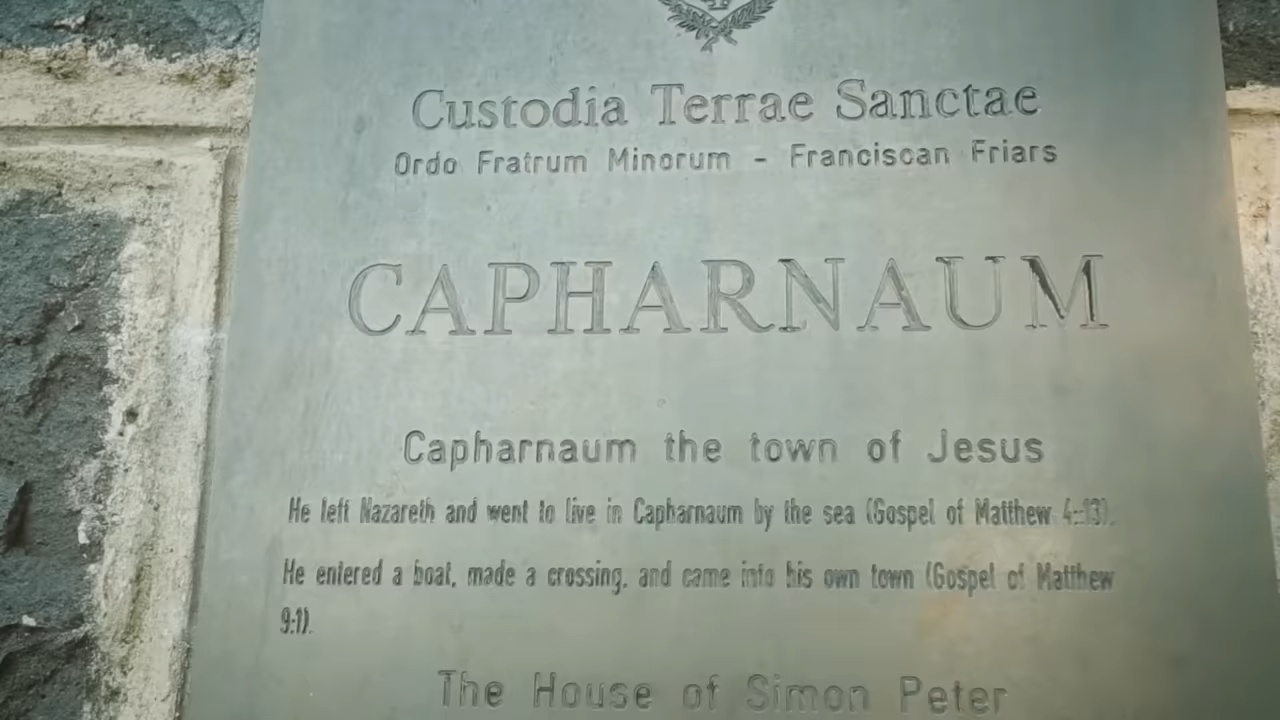 Custodia Terrae Sanctae
Ordo Fratrum Minorum - Franciscan Friars
CAPHARNAUM
Capharnaum the town of Jesus
He left Nazareth and went to live in Capharnaum by the sea (Gospel of Matthew 4:13).
He entered a boat, made a crossing, and came into his own town (Gospel of Matthew
9:1).
The House of Simon Peter